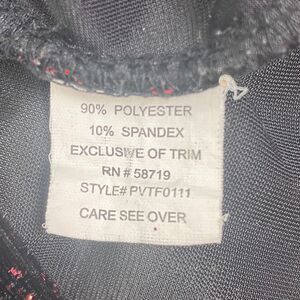 90% POLYESTER
10% SPANDEX
EXCLUSIVE OF TRIM
RN # 58719
STYLE# PVTF0111
CARE SEE OVER